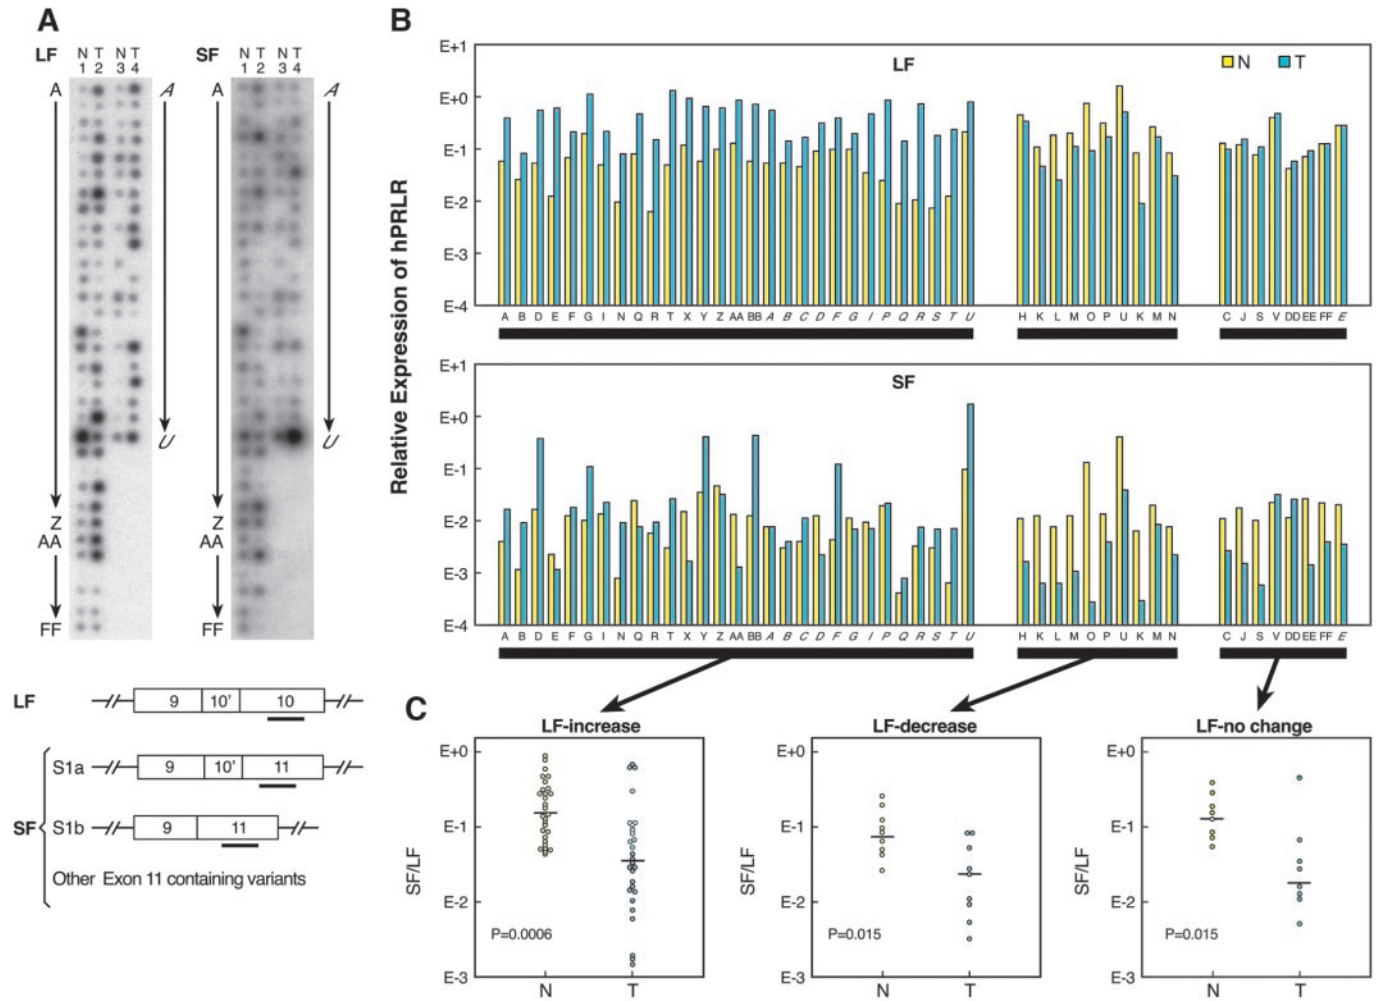 A
LF
N T N T
1 2 3 4
SF
N T N T
1 2 3 4
A
A
A
A
U
U
Z
AA
Z
AA
FF
FF
LF
9 10' 10
SF
S1a
9 10' 11
S1b
9 11
Other Exon 11 containing variants
B
Relative Expression of hPRLR
LF
N T
E+1
E+0
E-1
E-2
E-3
E-4
A B D E F G I N Q R T X Y Z AA BB A B C D F G I P Q R S T U
H K L M O P U K M N
C J S V DD EE FF E
SF
E+1
E+0
E-1
E-2
E-3
E-4
A B D E F G I N Q R T X Y Z AA BB A B C D F G I P Q R S T U
H K L M O P U K M N
C J S V DD EE FF E
C
LF-increase
SF/LF
E+0
E-1
E-2
E-3
P=0.0006
N T
LF-decrease
SF/LF
E+0
E-1
E-2
E-3
P=0.015
N T
LF-no change
SF/LF
E+0
E-1
E-2
E-3
P=0.015
N T